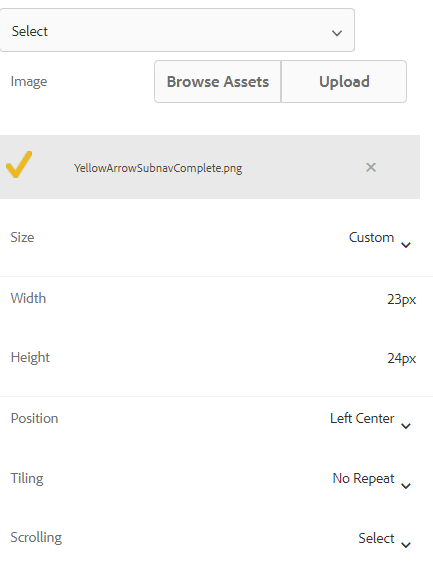 Select
Image Browse Assets Upload
YellowArrowSubnavComplete.png ×
Size Custom
Width 23px
Height 24px
Position Left Center
Tiling No Repeat
Scrolling Select